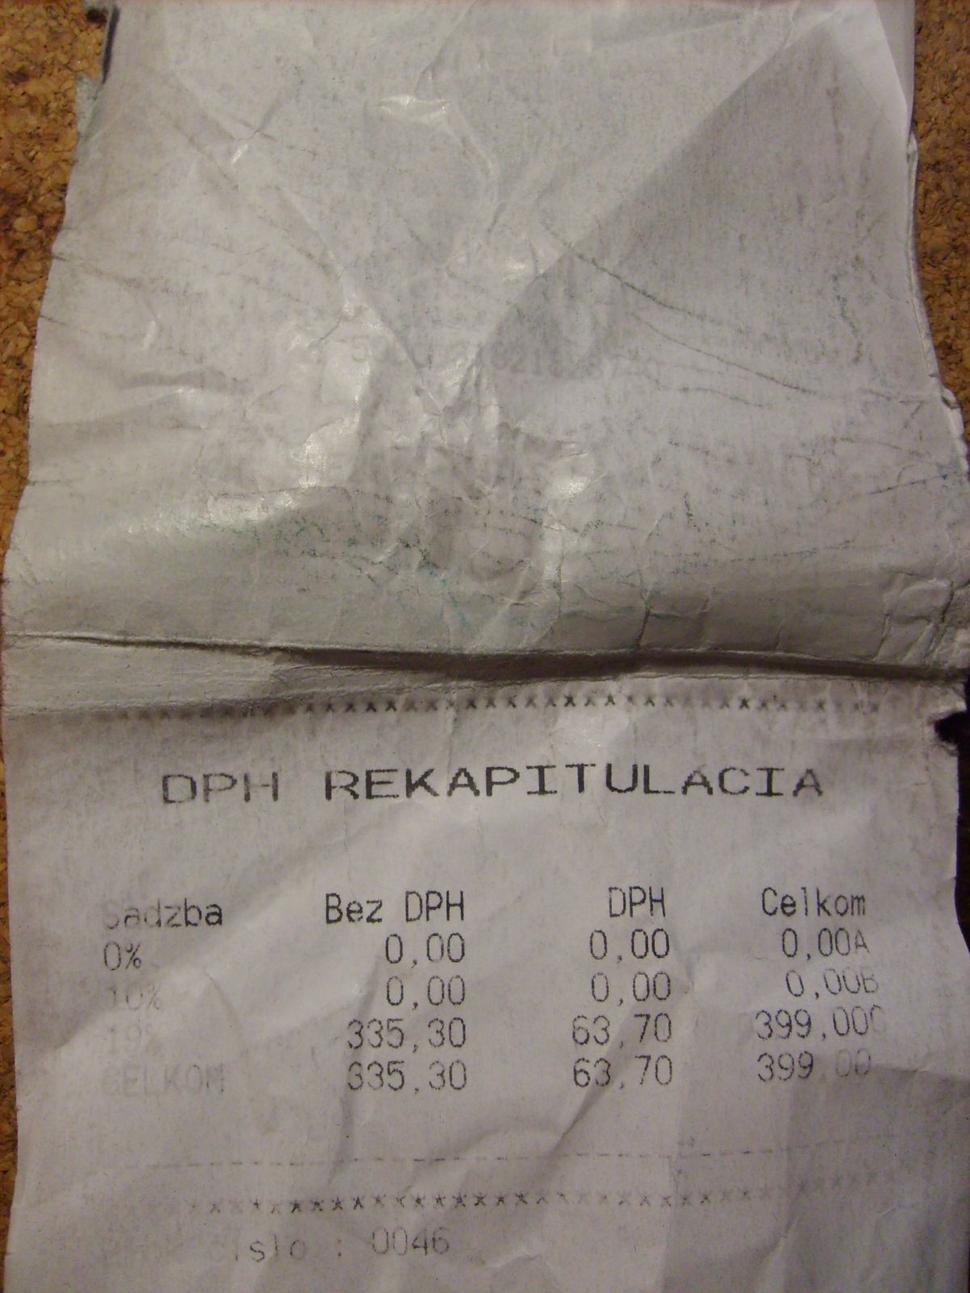 ************************************
DPH REKAPITULACIA
Sadzba Bez DPH DPH Celkom
0% 0,00 0,00 0,00A
10% 0,00 0,00 0,00B
19% 335,30 63,70 399,00C
CELKOM 335,30 63,70 399,00
--------------------------------
********************************
: 0046